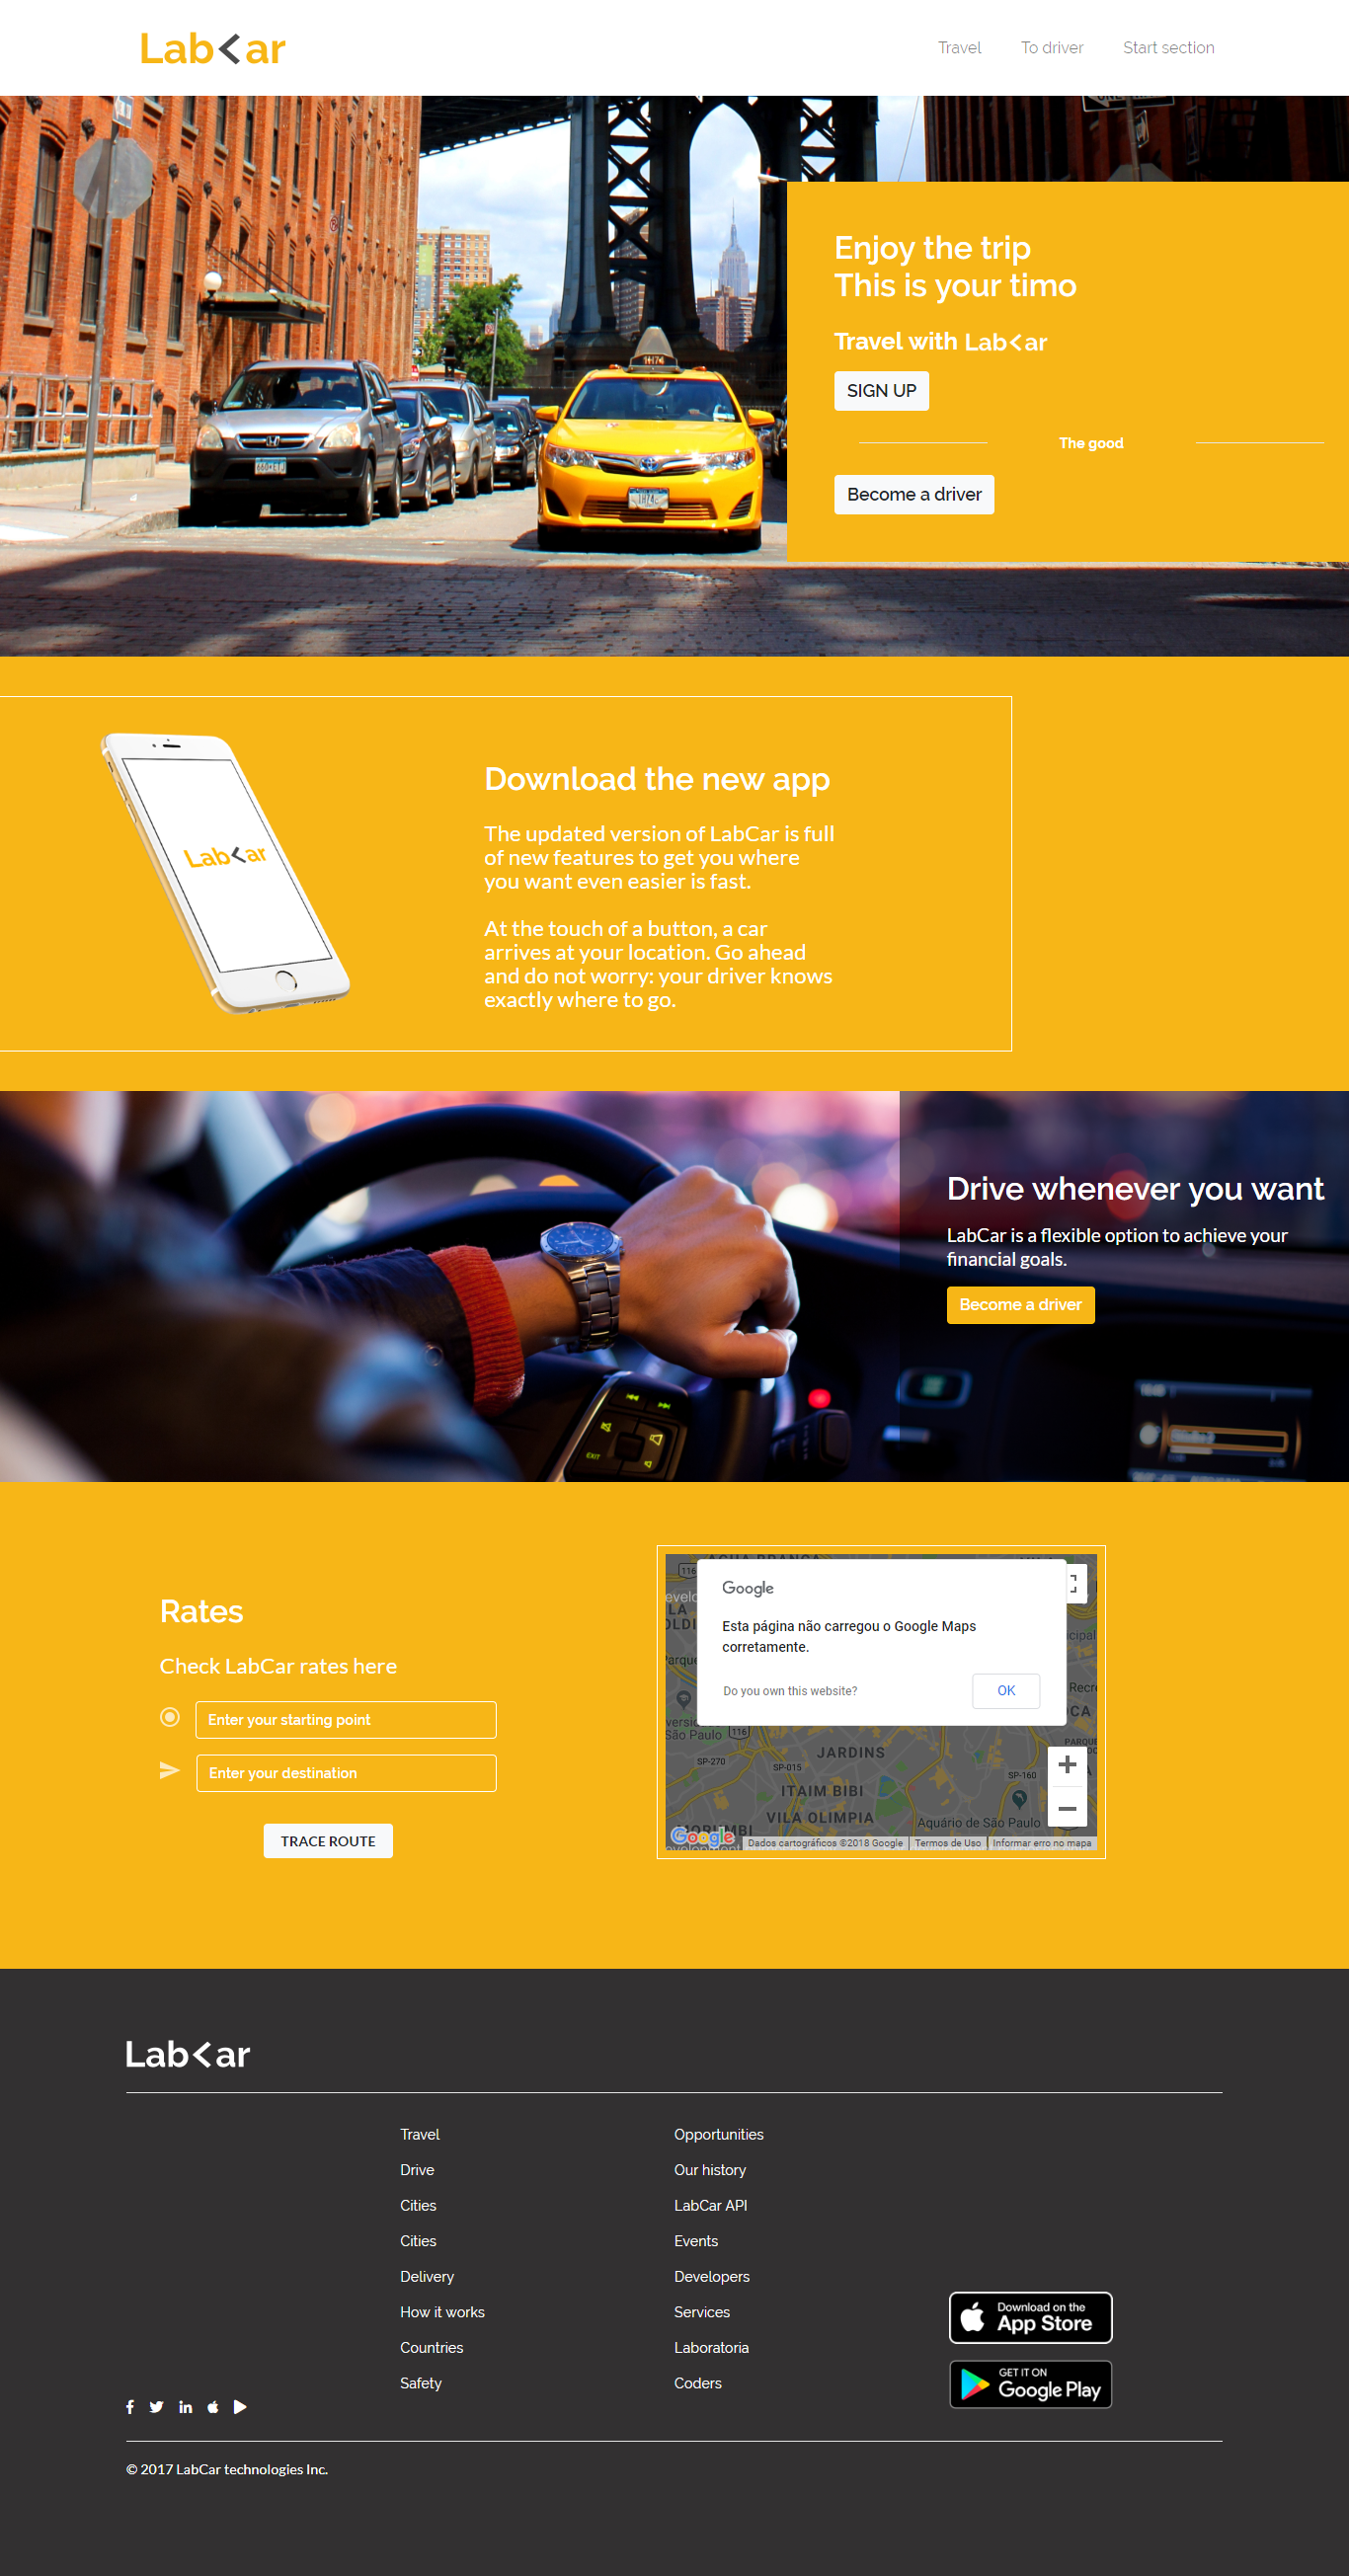 Lab<ar
Travel To driver Start section
Enjoy the trip
This is your timo
Travel with Lab<ar
SIGN UP
The good
Become a driver
1H74
Lab<ar
Download the new app
The updated version of LabCar is full
of new features to get you where
you want even easier is fast.
At the touch of a button, a car
arrives at your location. Go ahead
and do not worry: your driver knows
exactly where to go.
EXIT
Drive whenever you want
LabCar is a flexible option to achieve your
financial goals.
Become a driver
Rates
Check LabCar rates here
Enter your starting point
Enter your destination
TRACE ROUTE
Google
Esta página não carregou o Google Maps
corretamente.
Do you own this website? OK
116
São Paulo
116
SP-270
JARDINS
SP-015
ITAIM BIBI
SP-160
VILA OLIMPIA
Aquário de São Paulo
Google
Dados cartográficos ©2018 Google Termos de Uso Informar erro no mapa
Lab<ar
Travel
Drive
Cities
Cities
Delivery
How it works
Countries
Safety
Opportunities
Our history
LabCar API
Events
Developers
Services
Laboratoria
Coders
Download on the
App Store
GET IT ON
Google Play
© 2017 LabCar technologies Inc.